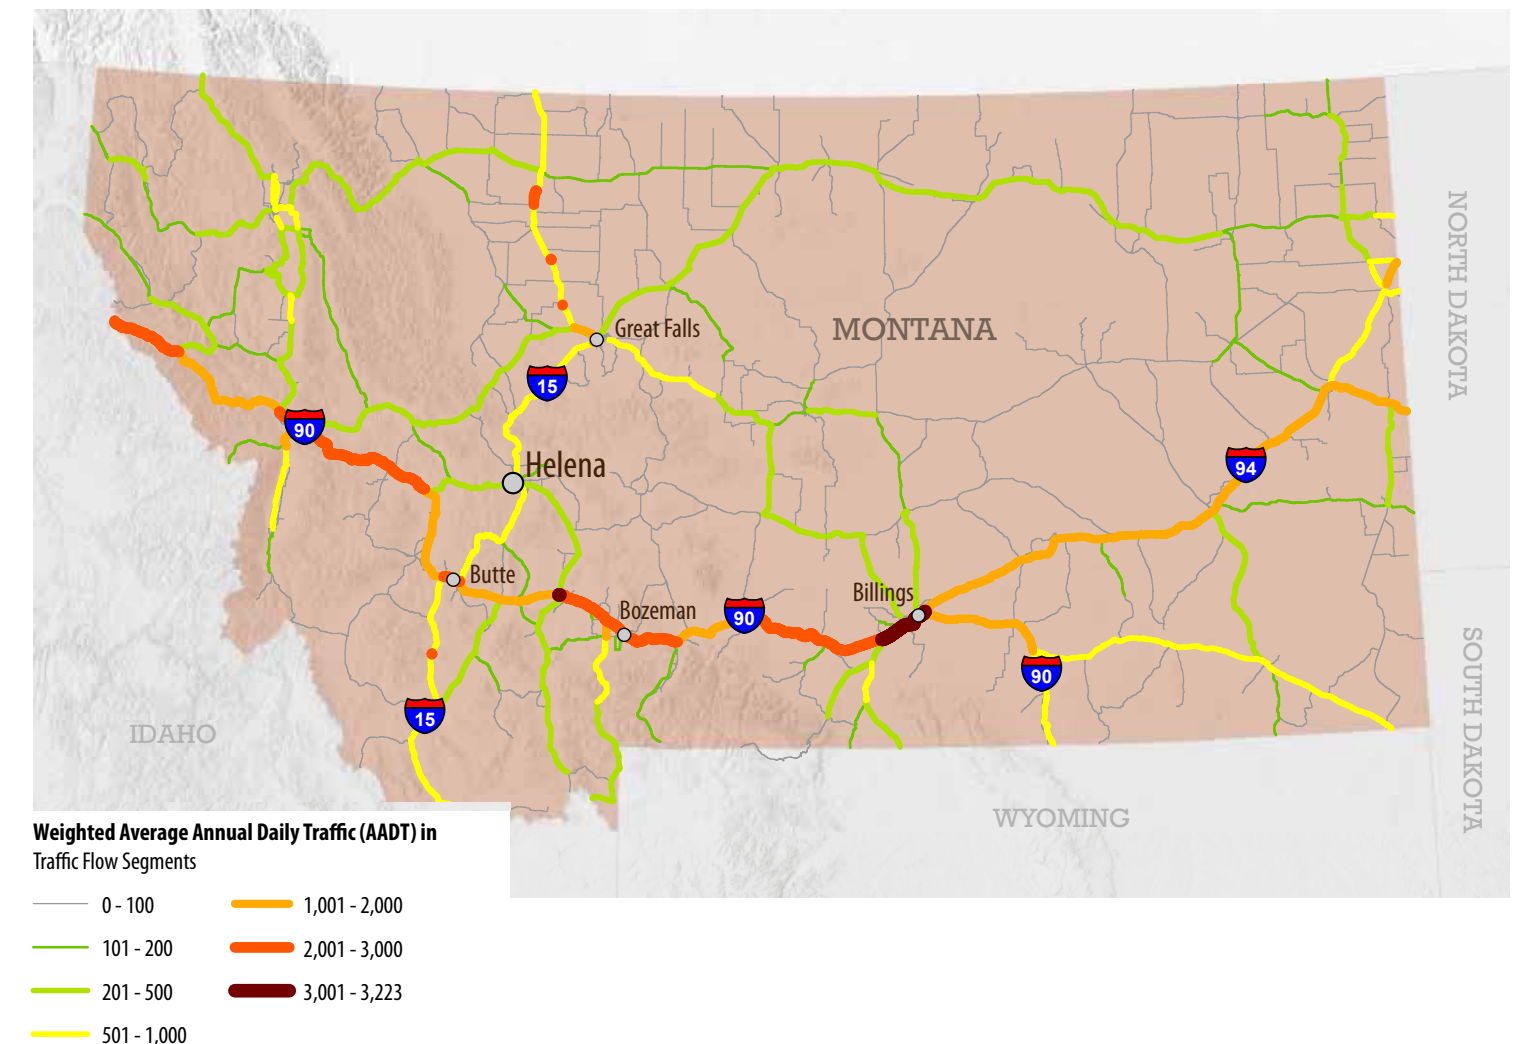 NORTH DAKOTA
Great Falls
MONTANA
15
90
Helena
94
Butte
Billings
Bozeman
90
90
15
IDAHO
SOUTH DAKOTA
WYOMING
Weighted Average Annual Daily Traffic (AADT) in
Traffic Flow Segments
0 - 100
1,001 - 2,000
101 - 200
2,001 - 3,000
201 - 500
3,001 - 3,223
501 - 1,000